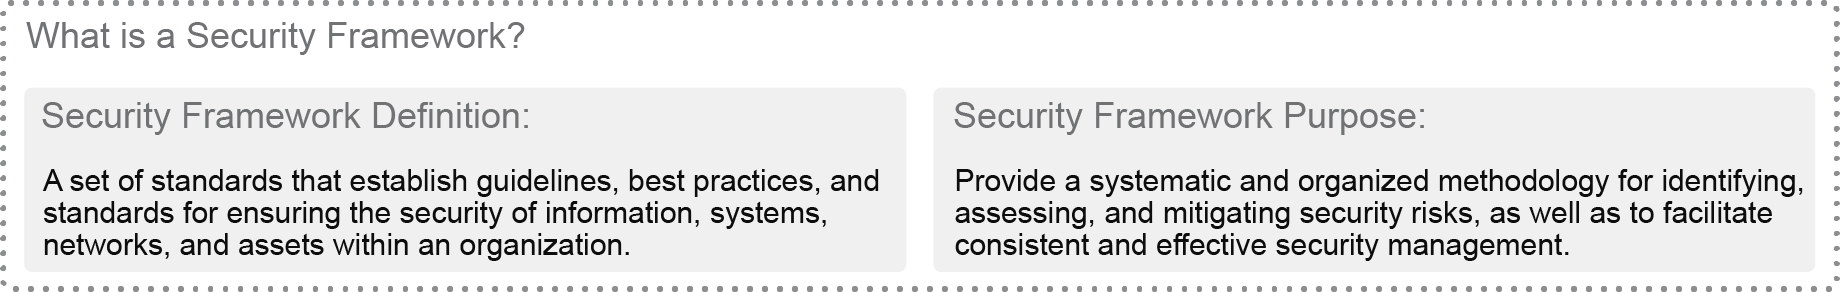 What is a Security Framework?
Security Framework Definition:
A set of standards that establish guidelines, best practices, and
standards for ensuring the security of information, systems,
networks, and assets within an organization.
Security Framework Purpose:
Provide a systematic and organized methodology for identifying,
assessing, and mitigating security risks, as well as to facilitate
consistent and effective security management.